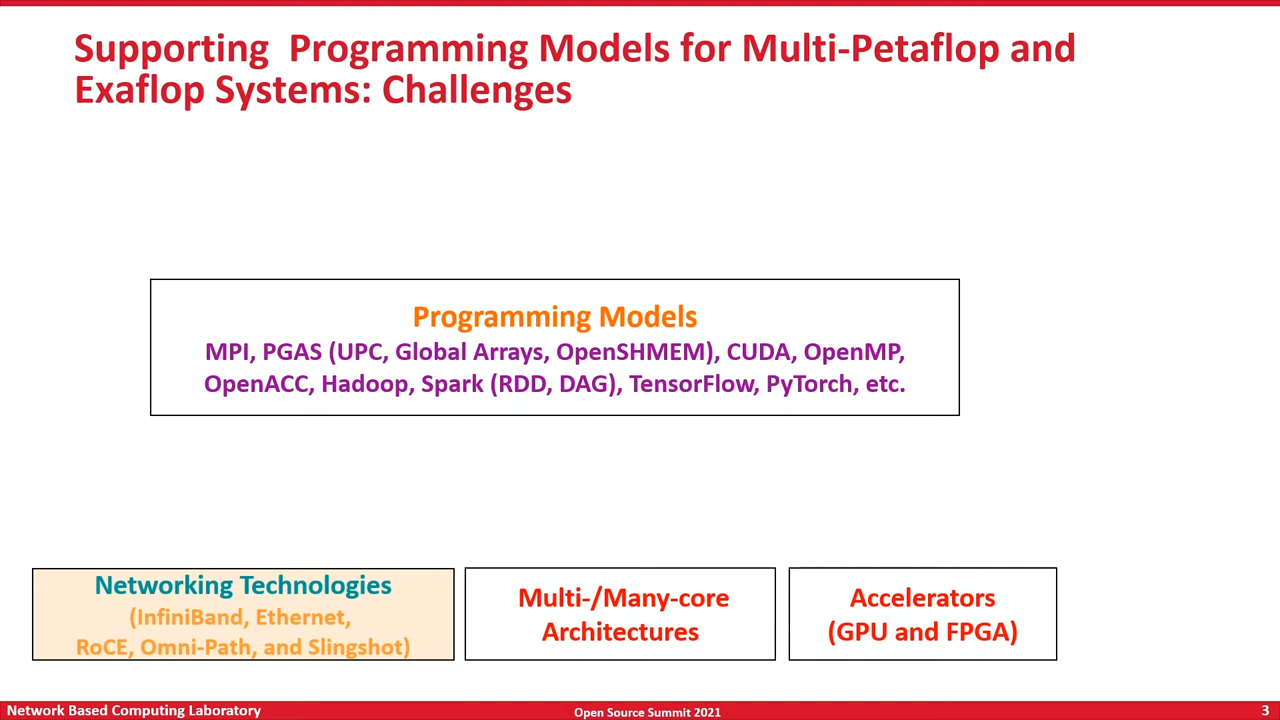 Supporting  Programming Models for Multi-Petaflop and
Exaflop Systems: Challenges
Programming Models
MPI, PGAS (UPC, Global Arrays, OpenSHMEM), CUDA, OpenMP,
OpenACC, Hadoop, Spark (RDD, DAG), TensorFlow, PyTorch, etc.
Networking Technologies
(InfiniBand, Ethernet,
RoCE, Omni-Path, and Slingshot)
Multi-/Many-core
Architectures
Accelerators
(GPU and FPGA)
Network Based Computing Laboratory
Open Source Summit 2021
3